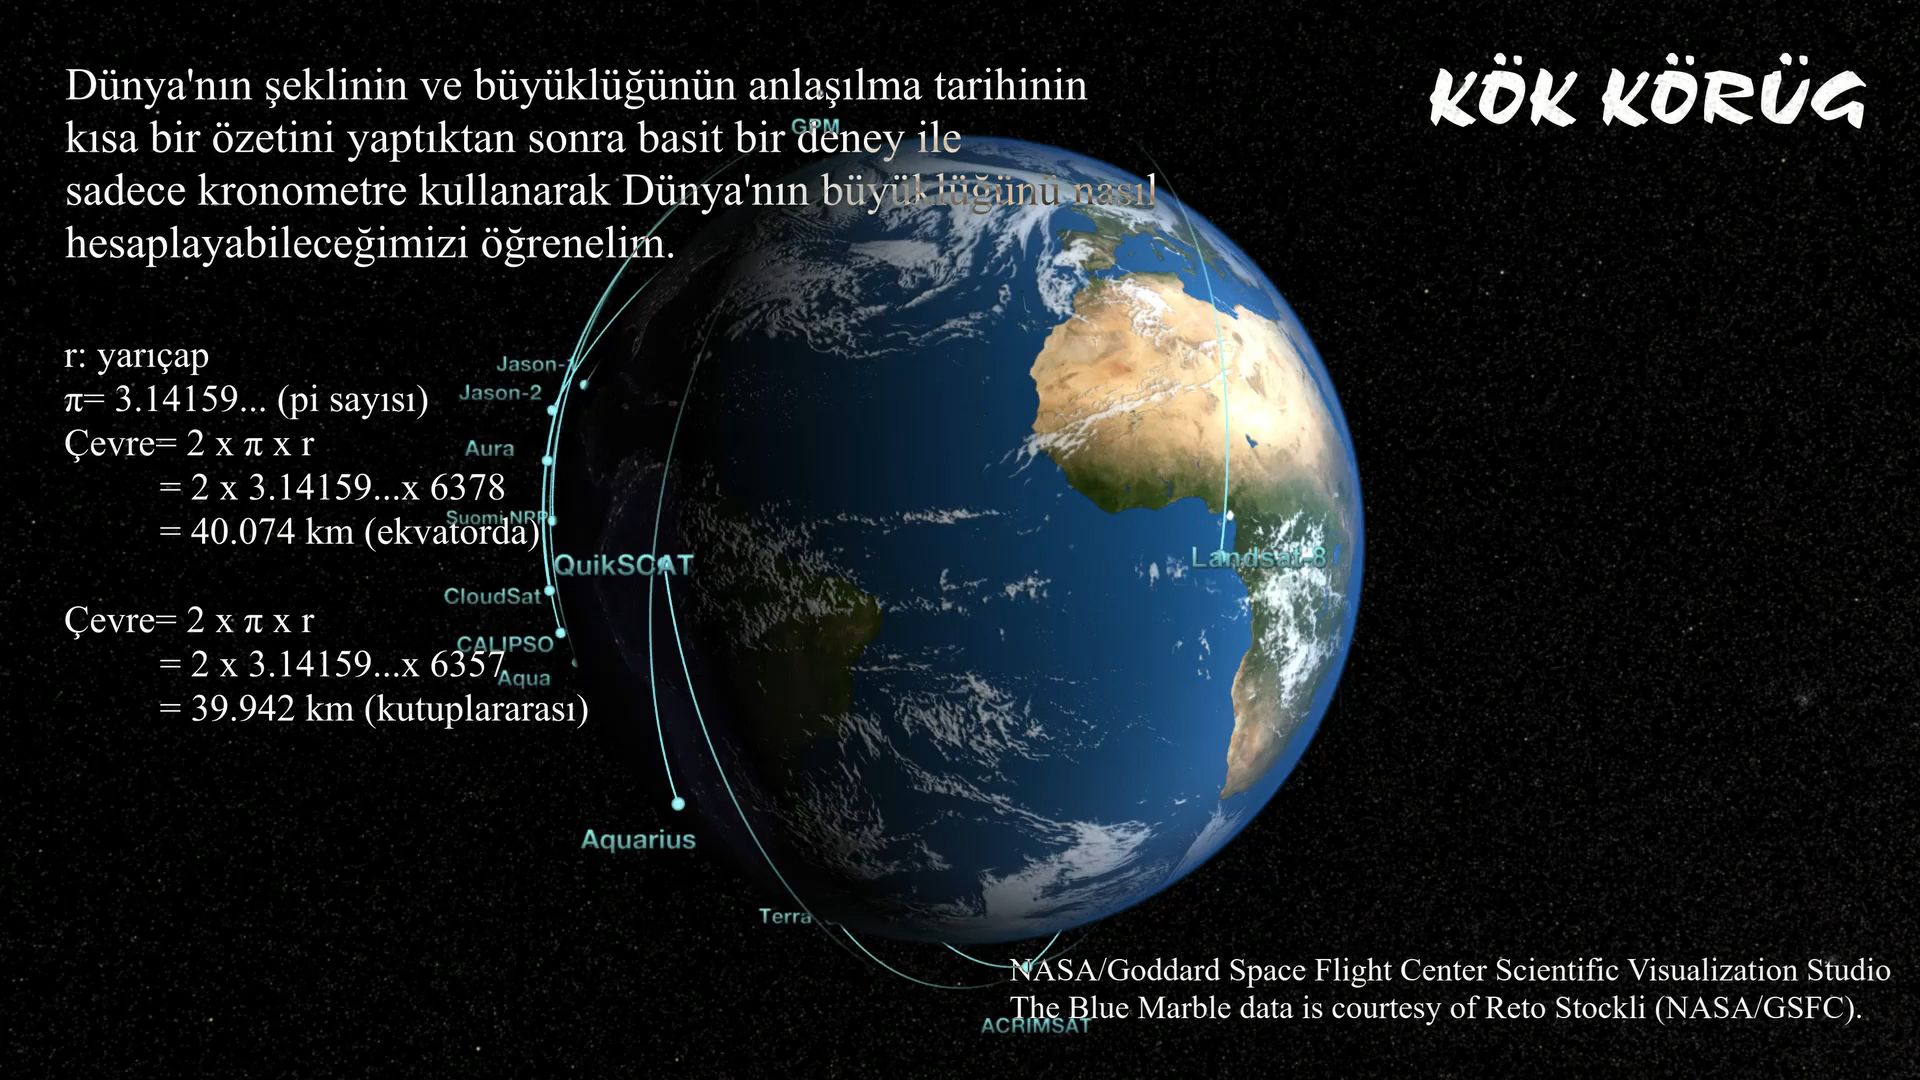 Dünya'nın şeklinin ve büyüklüğünün anlaşılma tarihinin
kısa bir özetini yaptıktan sonra basit bir deney ile
sadece kronometre kullanarak Dünya'nın büyüklüğünü nasıl
hesaplayabileceğimizi öğrenelim.
KÖK KÖRÜG
r: yarıçap
π= 3.14159... (pi sayısı)
Çevre= 2 x π x r
= 2 x 3.14159...x 6378
= 40.074 km (ekvatorda)
Çevre= 2 x π x r
= 2 x 3.14159...x 6357
= 39.942 km (kutuplararası)
GPM
Jason-1
Jason-2
Aura
Suomi NPP
QuikSCAT
CloudSat
CALIPSO
Aqua
Landsat-8
Aquarius
Terra
ACRIMSAT
NASA/Goddard Space Flight Center Scientific Visualization Studio
The Blue Marble data is courtesy of Reto Stockli (NASA/GSFC).